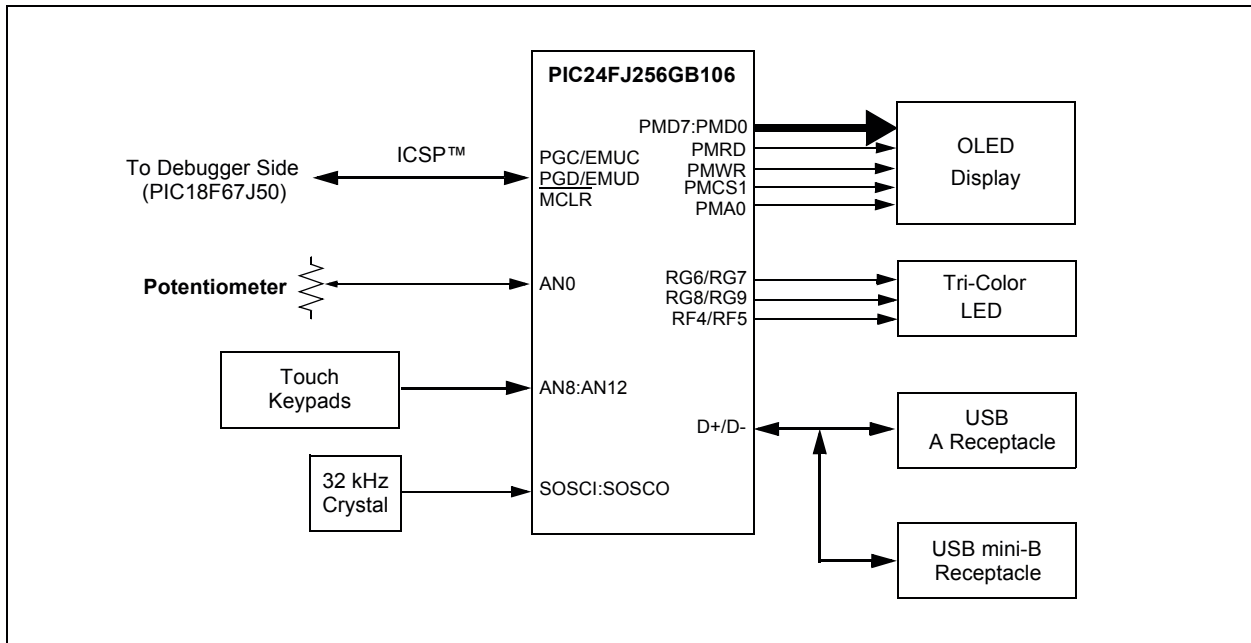 PIC24FJ256GB106
To Debugger Side
(PIC18F67J50)
ICSP™
PGC/EMUC
PGD/EMUD
MCLR
Potentiometer
AN0
Touch
Keypads
AN8:AN12
32 kHz
Crystal
SOSCI:SOSCO
PMD7:PMD0
PMRD
PMWR
PMCS1
PMA0
OLED
Display
RG6/RG7
RG8/RG9
RF4/RF5
Tri-Color
LED
D+/D-
USB
A Receptacle
USB mini-B
Receptacle